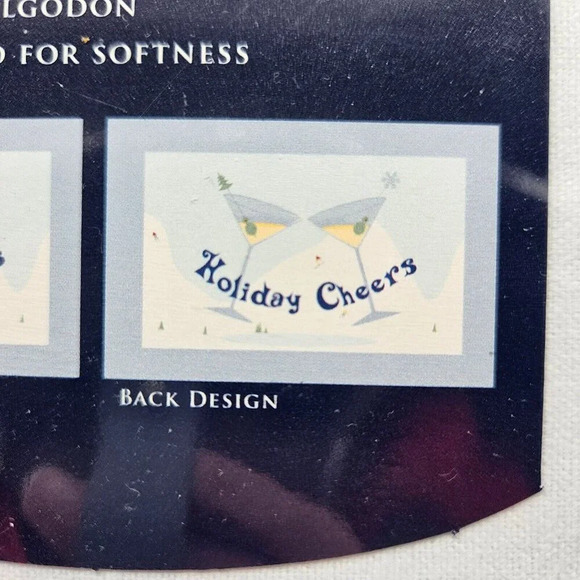 LGODON
FOR SOFTNESS
Holiday Cheers
BACK DESIGN